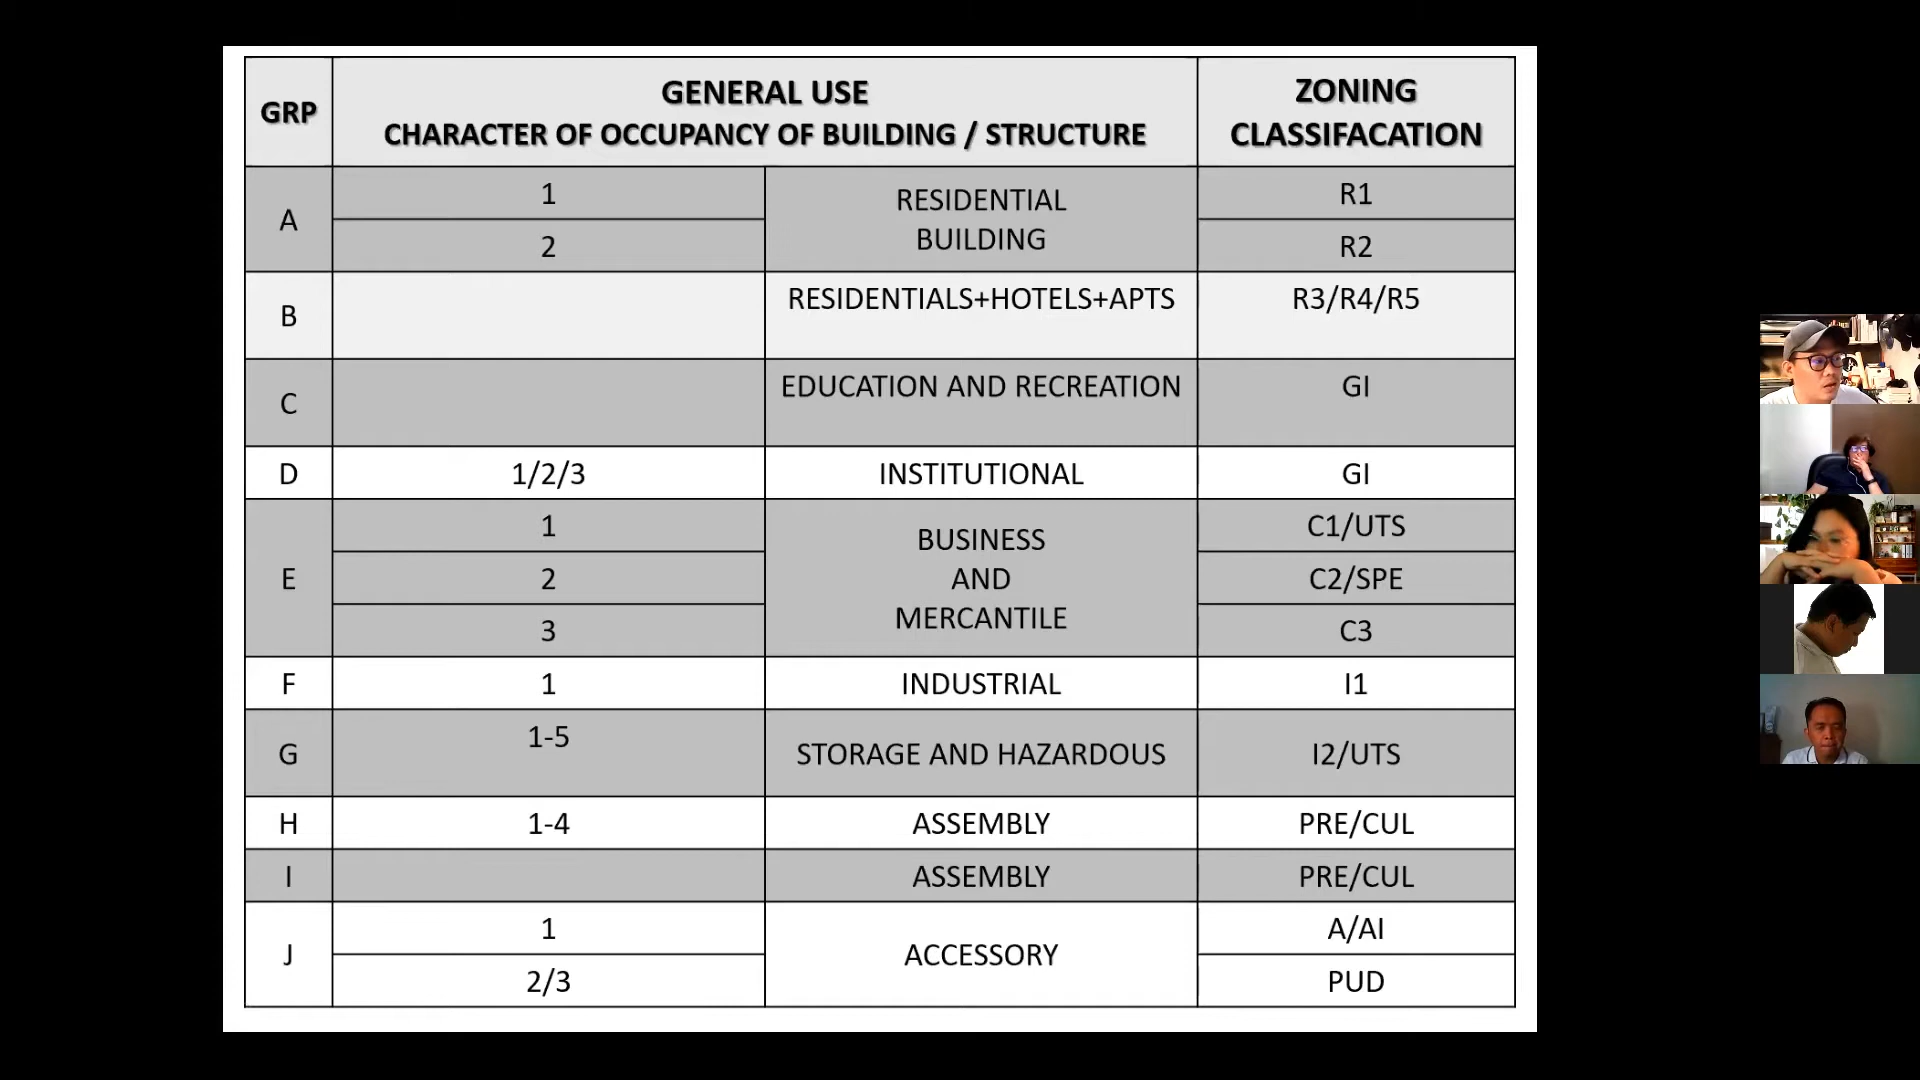 GRP
GENERAL USE
CHARACTER OF OCCUPANCY OF BUILDING / STRUCTURE
ZONING
CLASSIFACATION
A
1
RESIDENTIAL
BUILDING
R1
2
R2
B
RESIDENTIALS+HOTELS+APTS
R3/R4/R5
C
EDUCATION AND RECREATION
GI
D
1/2/3
INSTITUTIONAL
GI
E
1
BUSINESS
AND
MERCANTILE
C1/UTS
2
C2/SPE
3
C3
F
1
INDUSTRIAL
I1
G
1-5
STORAGE AND HAZARDOUS
I2/UTS
H
1-4
ASSEMBLY
PRE/CUL
I
ASSEMBLY
PRE/CUL
J
1
ACCESSORY
A/AI
2/3
PUD